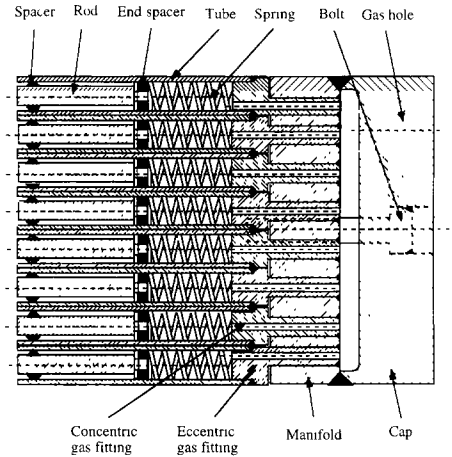 Spacer Rod End spacer Tube Spring Bolt Gas hole
Concentric Eccentric Manifold Cap
gas fitting gas fitting